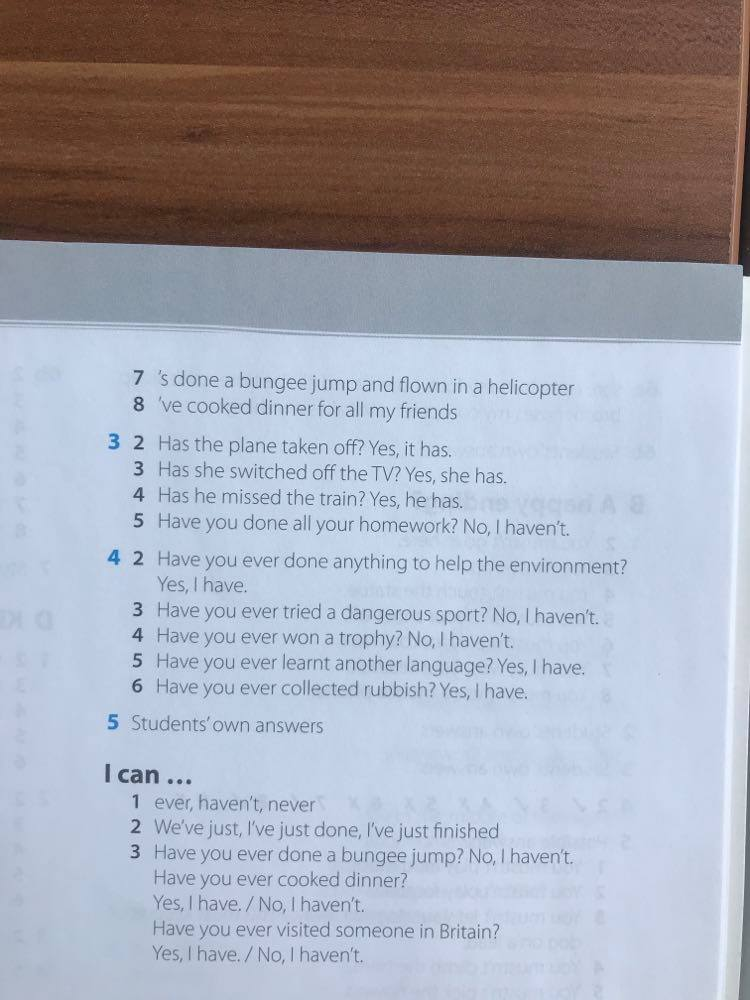 7 's done a bungee jump and flown in a helicopter
8 've cooked dinner for all my friends
3 2 Has the plane taken off? Yes, it has.
3 Has she switched off the TV? Yes, she has.
4 Has he missed the train? Yes, he has.
5 Have you done all your homework? No, I haven't.
4 2 Have you ever done anything to help the environment?
Yes, I have.
3 Have you ever tried a dangerous sport? No, I haven't.
4 Have you ever won a trophy? No, I haven't.
5 Have you ever learnt another language? Yes, I have.
6 Have you ever collected rubbish? Yes, I have.
5 Students' own answers
I can ...
1 ever, haven't, never
2 We've just, I've just done, I've just finished
3 Have you ever done a bungee jump? No, I haven't.
Have you ever cooked dinner?
Yes, I have. / No, I haven't.
Have you ever visited someone in Britain?
Yes, I have. / No, I haven't.